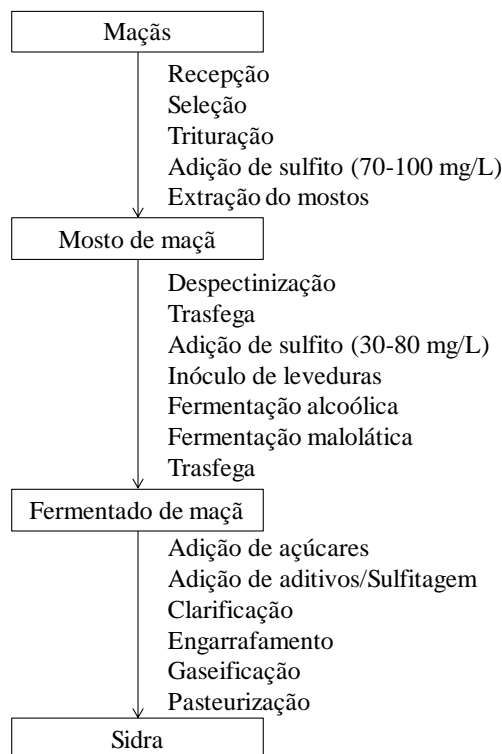 Maçãs
Recepção
Seleção
Trituração
Adição de sulfito (70-100 mg/L)
Extração do mostos
Mosto de maçã
Despectinização
Trasfega
Adição de sulfito (30-80 mg/L)
Inóculo de leveduras
Fermentação alcoólica
Fermentação malolática
Trasfega
Fermentado de maçã
Adição de açúcares
Adição de aditivos/Sulfitagem
Clarificação
Engarrafamento
Gaseificação
Pasteurização
Sidra